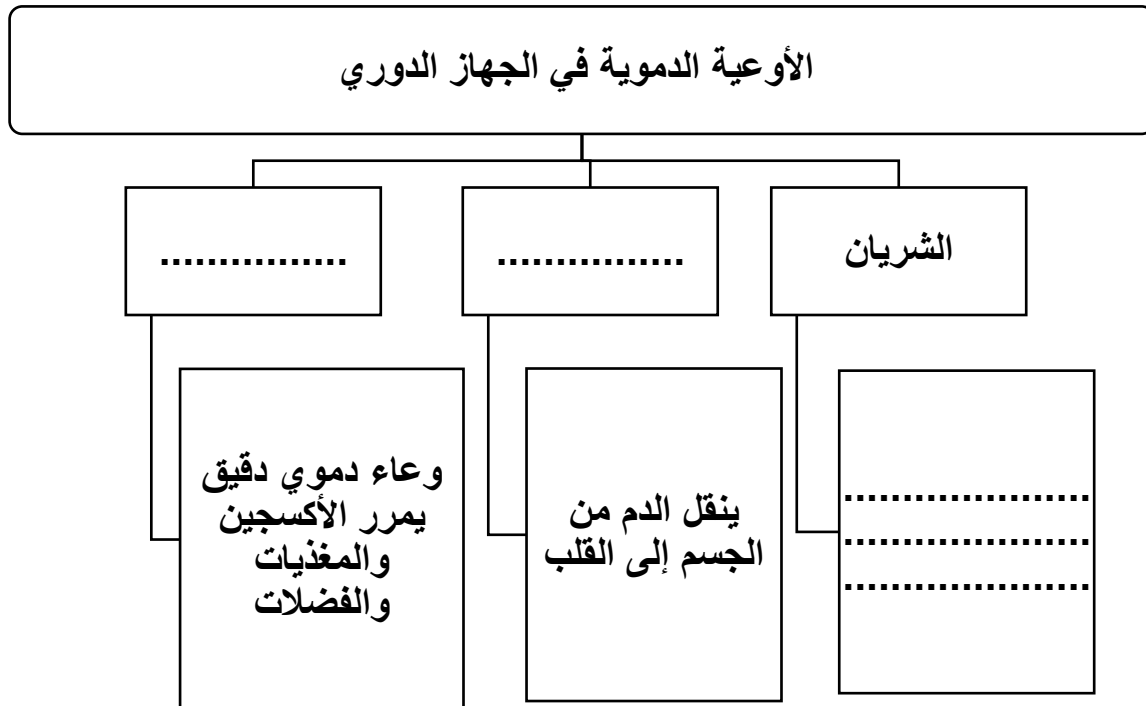 الأوعية الدموية في الجهاز الدوري
الشريان
................
................
.....................
.....................
.....................
ينقل الدم من
الجسم إلى القلب
وعاء دموي دقيق
يمرر الأكسجين
والمغذيات
والفضلات